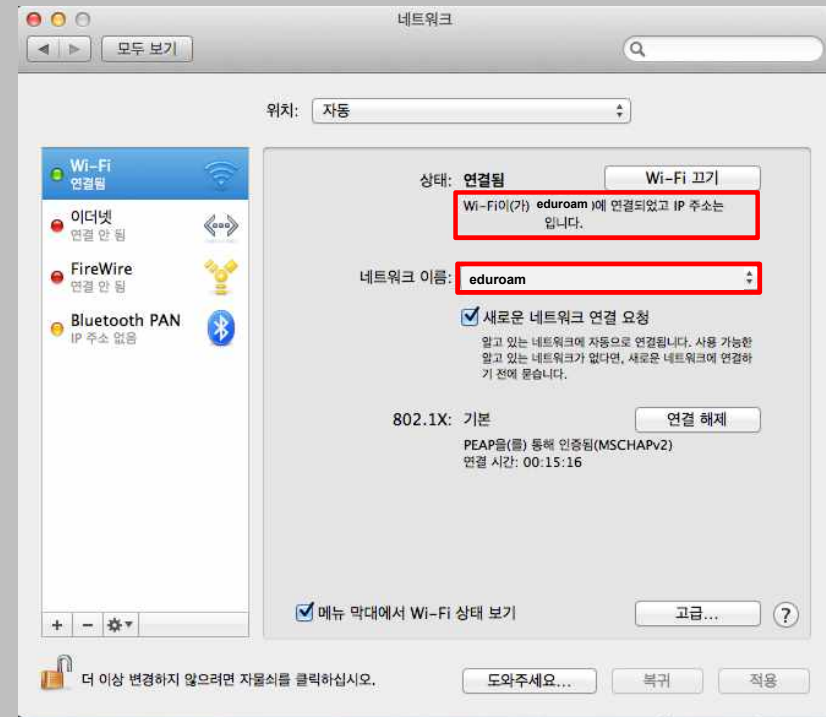 네트워크
모두 보기
위치: 자동
Wi-Fi
연결됨
이더넷
연결 안 됨
FireWire
연결 안 됨
Bluetooth PAN
IP 주소 없음
상태: 연결됨 Wi-Fi 끄기
Wi-Fi이(가) eduroam )에 연결되었고 IP 주소는
입니다.
네트워크 이름: eduroam
새로운 네트워크 연결 요청
알고 있는 네트워크에 자동으로 연결됩니다. 사용 가능한
알고 있는 네트워크가 없다면, 새로운 네트워크에 연결하
기 전에 묻습니다.
802.1X: 기본 연결 해제
PEAP을(를) 통해 인증됨(MSCHAPv2)
연결 시간: 00:15:16
메뉴 막대에서 Wi-Fi 상태 보기 고급... ?
더 이상 변경하지 않으려면 자물쇠를 클릭하십시오. 도와주세요... 복귀 적용